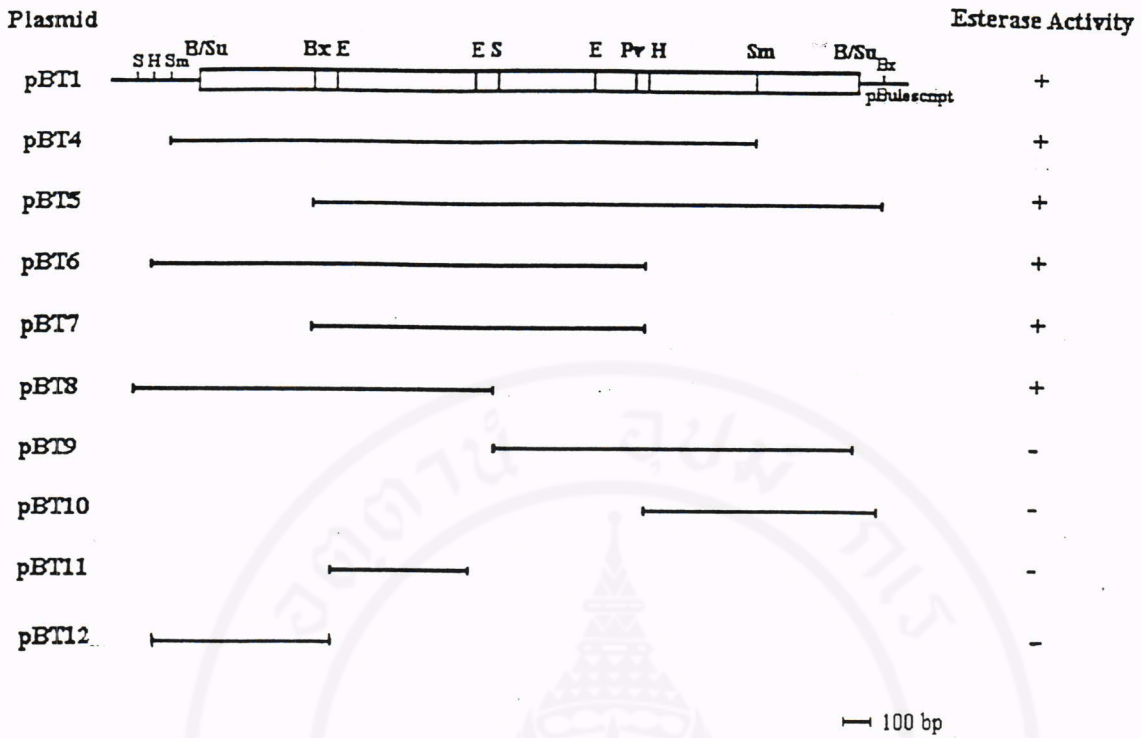 Plasmid Esterase Activity
B/Su Bx E E S E Pv H Sm B/Su
S H Sm Bx
pBT1 +
pBulescript
pBT4 +
pBT5 +
pBT6 +
pBT7 +
pBT8 +
pBT9 -
pBT10 -
pBT11 -
pBT12 -
100 bp